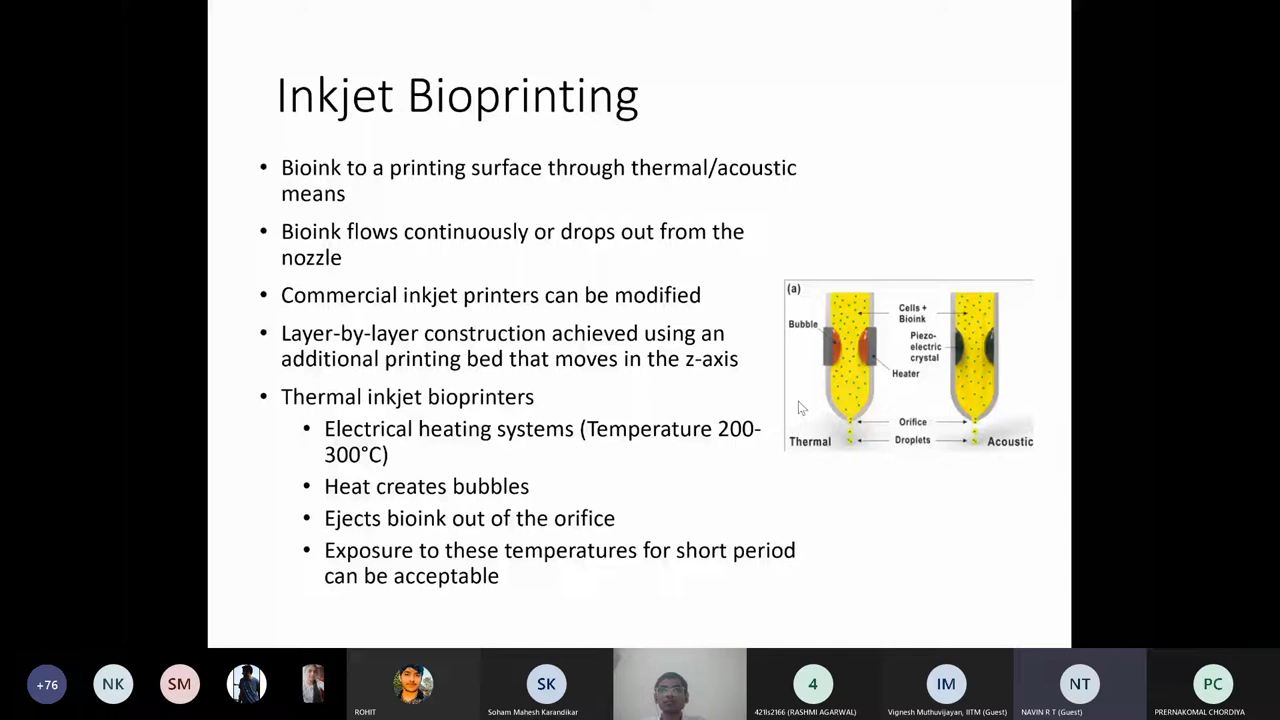 Inkjet Bioprinting
• Bioink to a printing surface through thermal/acoustic
means
• Bioink flows continuously or drops out from the
nozzle
• Commercial inkjet printers can be modified
• Layer-by-layer construction achieved using an
additional printing bed that moves in the z-axis
• Thermal inkjet bioprinters
• Electrical heating systems (Temperature 200-
300°C)
• Heat creates bubbles
• Ejects bioink out of the orifice
• Exposure to these temperatures for short period
can be acceptable
(a)
Cells +
Bioink
Bubble
Piezo-
electric
crystal
Heater
Orifice
Thermal
Droplets
Acoustic
+76
NK
SM
ROHIT
SK
Soham Mahesh Karandikar
4
421ls2166 (RASHMI AGARWAL)
IM
Vignesh Muthuvijayan, IITM (Guest)
NT
NAVIN R T (Guest)
PC
PRERNAKOMAL CHORDIYA